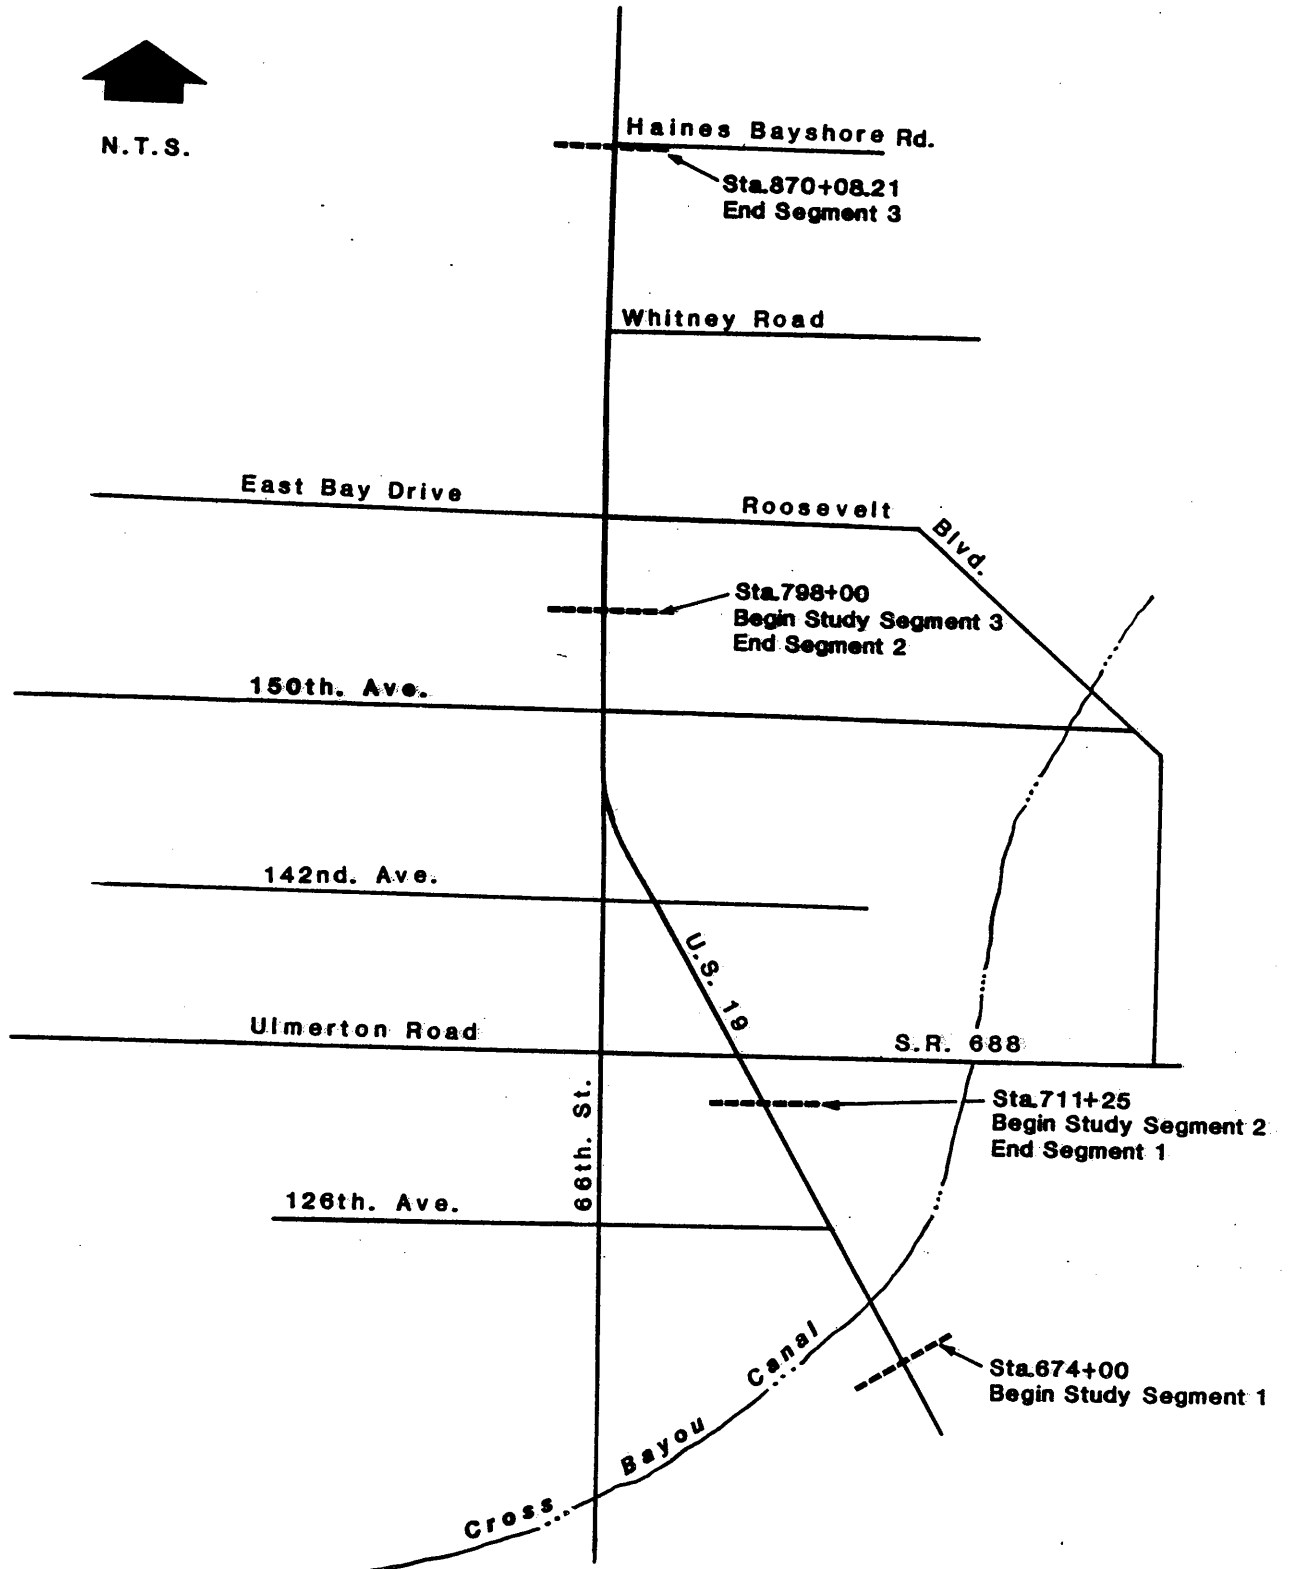 N.T.S.
Haines Bayshore Rd.
Sta.870+08.21
End Segment 3
Whitney Road
East Bay Drive
Roosevelt Blvd.
Sta.798+00
Begin Study Segment 3
End Segment 2
150th. Ave.
142nd. Ave.
U.S. 19
Ulmerton Road
S.R. 688
66th. St.
Sta.711+25
Begin Study Segment 2
End Segment 1
126th. Ave.
Sta.674+00
Begin Study Segment 1
Cross Bayou Canal